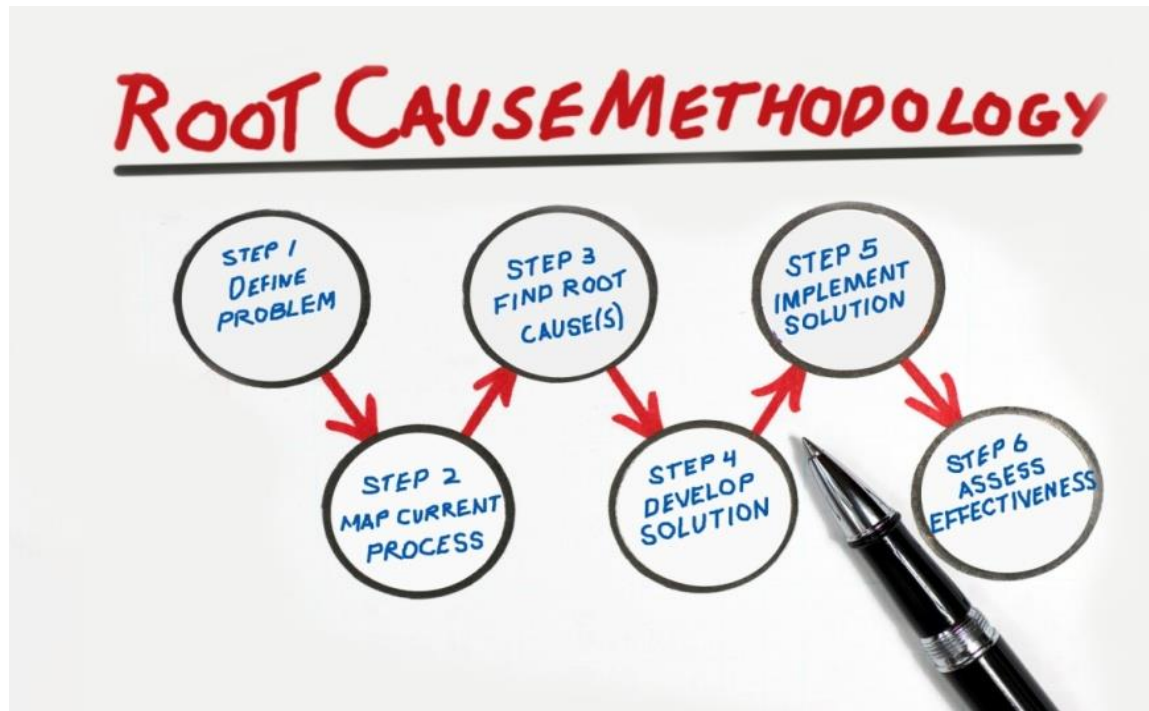 ROOT CAUSE METHODOLOGY
STEP 1
DEFINE
PROBLEM
STEP 2
MAP CURRENT
PROCESS
STEP 3
FIND ROOT
CAUSE(S)
STEP 4
DEVELOP
SOLUTION
STEP 5
IMPLEMENT
SOLUTION
STEP 6
ASSESS
EFFECTIVENESS